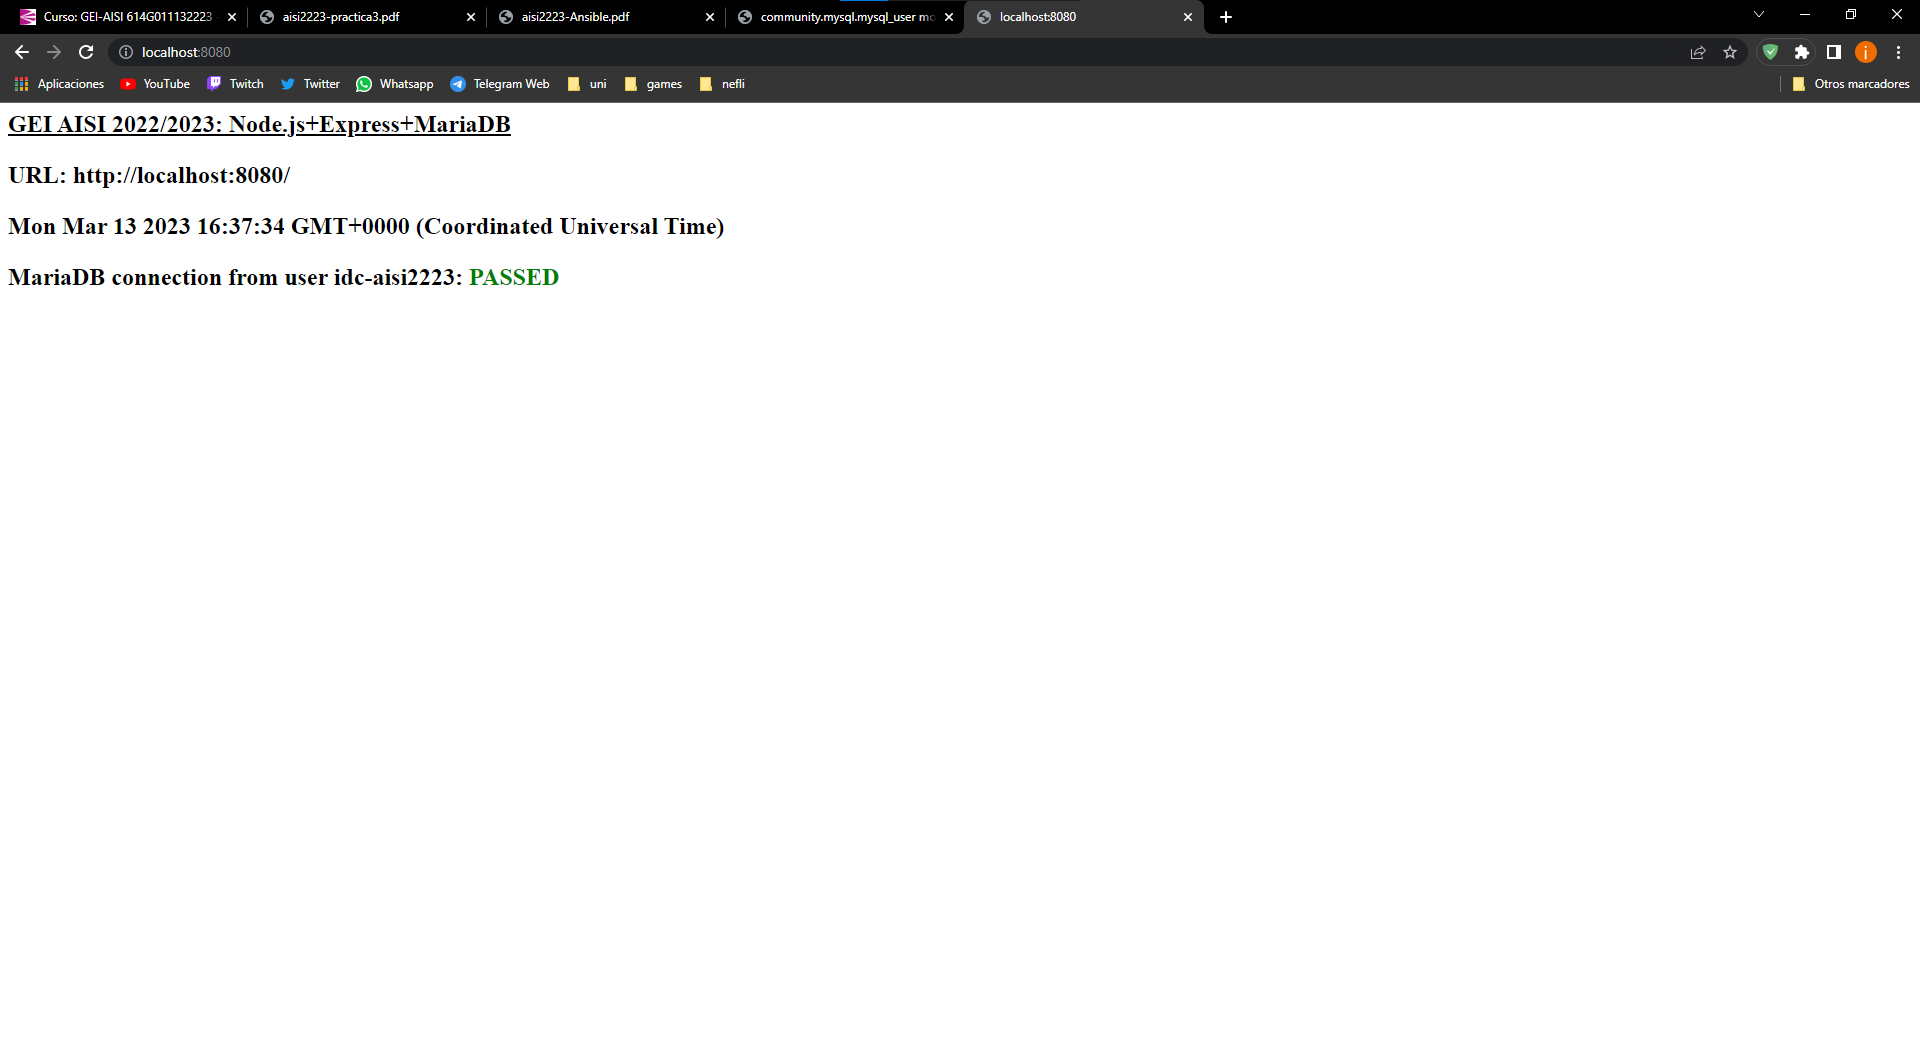 Curso: GEI-AISI 614G011132223
aisi2223-practica3.pdf
aisi2223-Ansible.pdf
community.mysql.mysql_user mo
localhost:8080
localhost:8080
Aplicaciones YouTube Twitch Twitter Whatsapp Telegram Web uni games nefli Otros marcadores
i
GEI AISI 2022/2023: Node.js+Express+MariaDB
URL: http://localhost:8080/
Mon Mar 13 2023 16:37:34 GMT+0000 (Coordinated Universal Time)
MariaDB connection from user idc-aisi2223: PASSED